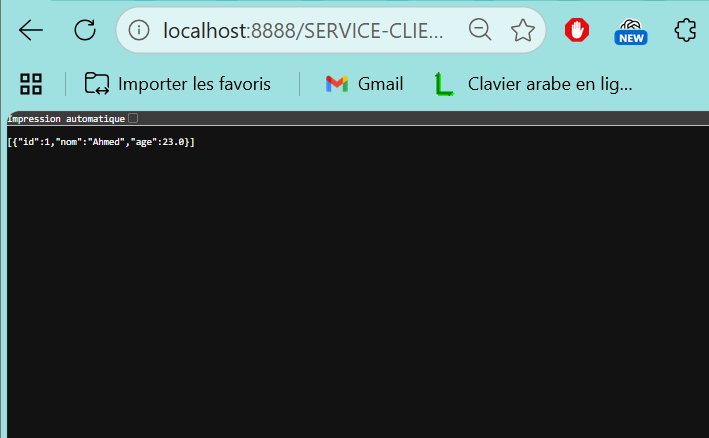 localhost:8888/SERVICE-CLIE...
NEW
Importer les favoris
Gmail
Clavier arabe en lig...
Impression automatique
[{"id":1,"nom":"Ahmed","age":23.0}]